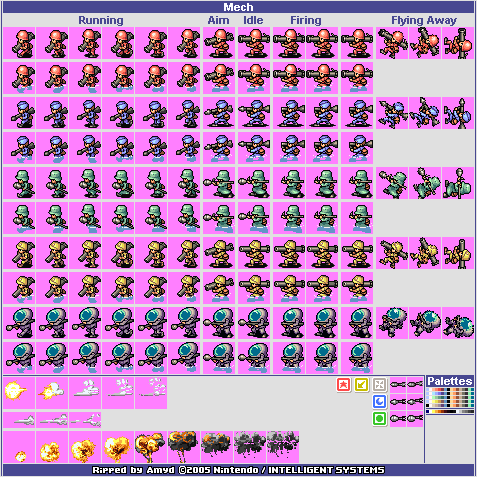 Mech
Running Aim Idle Firing Flying Away
Palettes
Ripped by Amyd ©2005 Nintendo / INTELLIGENT SYSTEMS